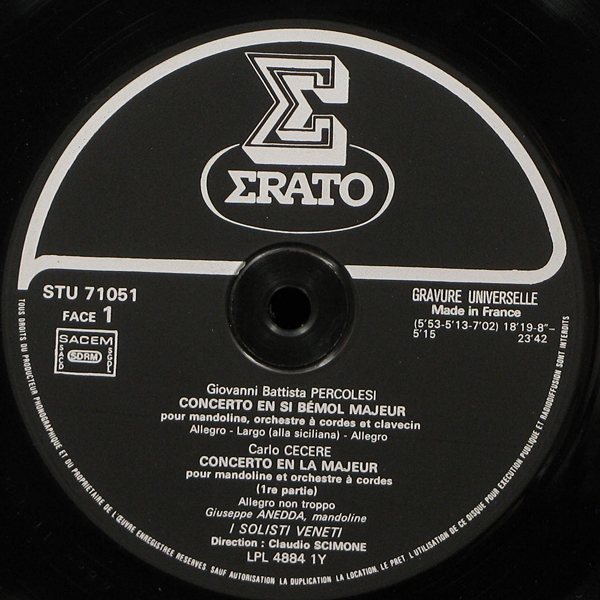 Σ
ΣRATO
STU 71051
FACE 1
SACEM
SACD SDRM SGDL
GRAVURE UNIVERSELLE
Made in France
(5'53-5'13-7'02) 18'19-8"-
5'15 23'42
Giovanni Battista PERCOLESI
CONCERTO EN SI BÉMOL MAJEUR
pour mandoline, orchestre à cordes et clavecin
Allegro - Largo (alla siciliana) - Allegro
Carlo CECERE
CONCERTO EN LA MAJEUR
pour mandoline et orchestre à cordes
(1re partie)
Allegro non troppo
Giuseppe ANEDDA, mandoline
I SOLISTI VENETI
Direction : Claudio SCIMONE
LPL 4884 1Y
TOUS DROITS DU PRODUCTEUR PHONOGRAPHIQUE ET DU PROPRIETAIRE DE L'ŒUVRE ENREGISTREE RESERVES. SAUF AUTORISATION LA DUPLICATION, LA LOCATION, LE PRET, L'UTILISATION DE CE DISQUE POUR EXECUTION PUBLIQUE ET RADIODIFFUSION SONT INTERDITS